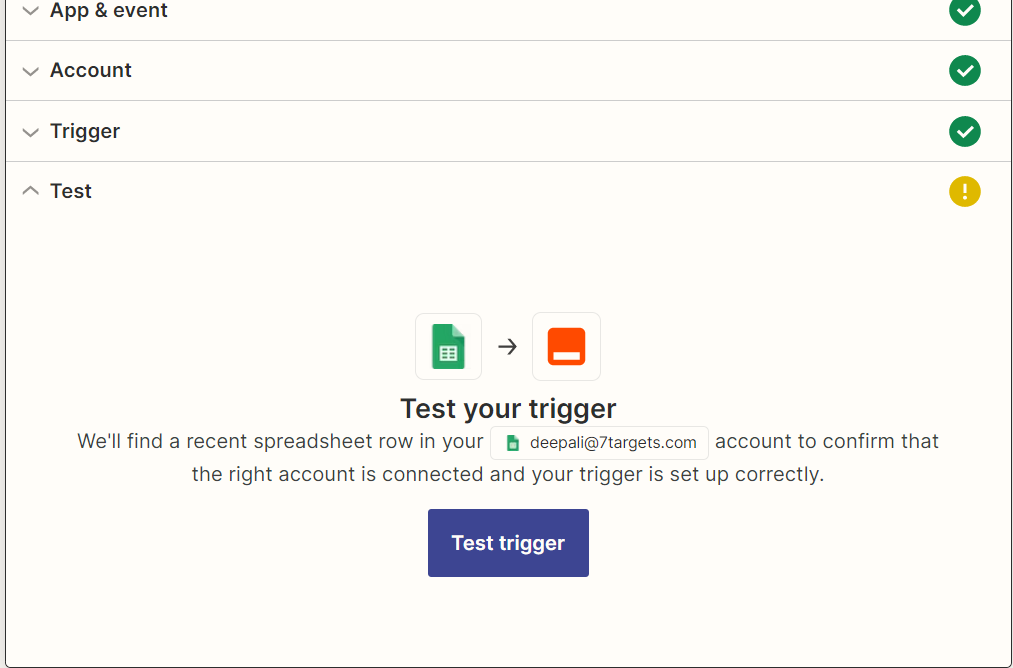 App & event
Account
Trigger
Test
Test your trigger
We'll find a recent spreadsheet row in your deepali@7targets.com account to confirm that
the right account is connected and your trigger is set up correctly.
Test trigger